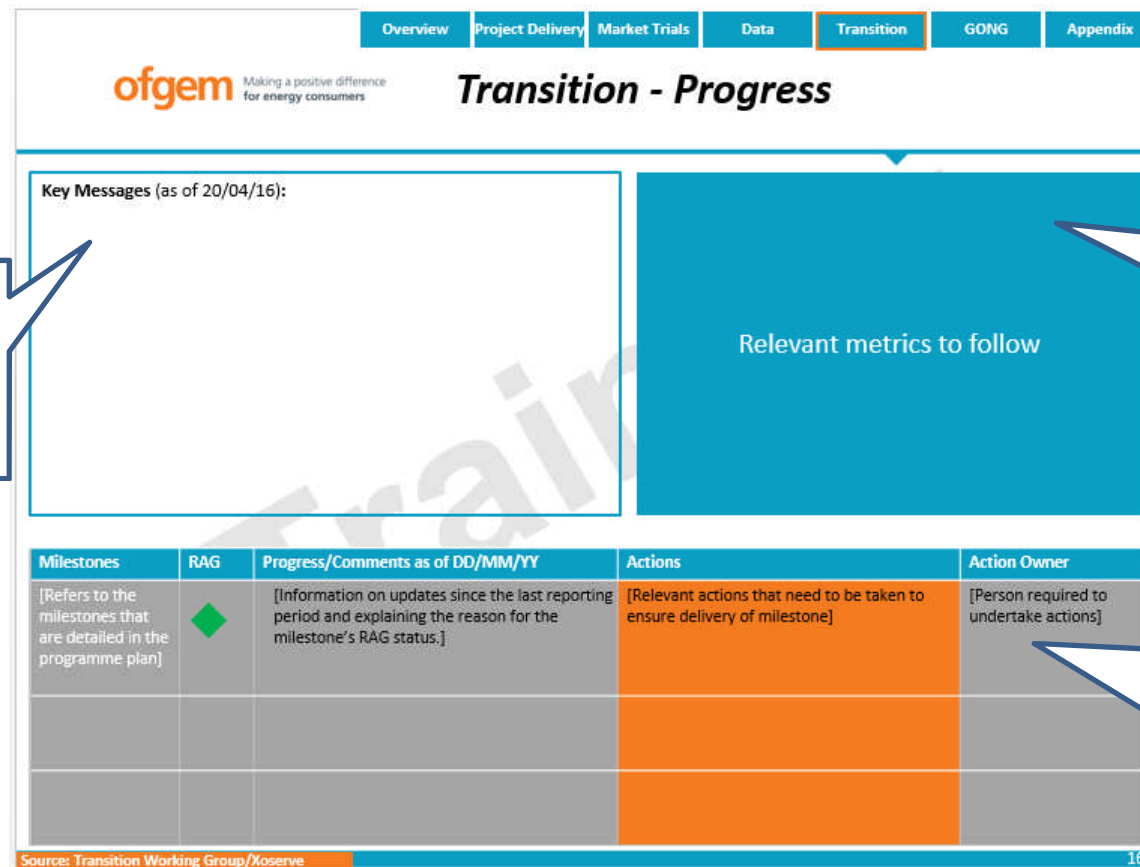 Overview Project Delivery Market Trials Data Transition GONG Appendix
ofgem Making a positive difference
for energy consumers
Transition - Progress
Key Messages (as of 20/04/16):
Relevant metrics to follow
Milestones RAG Progress/Comments as of DD/MM/YY Actions Action Owner
[Refers to the
milestones that
are detailed in the
programme plan]
[Information on updates since the last reporting
period and explaining the reason for the
milestone's RAG status.]
[Relevant actions that need to be taken to
ensure delivery of milestone]
[Person required to
undertake actions]
Source: Transition Working Group/Xoserve